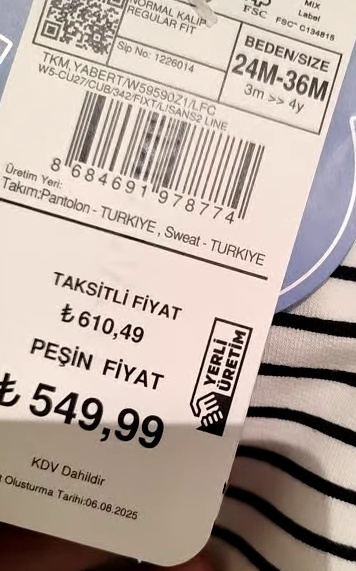 NORMAL KALIP
REGULAR FIT
Sip No: 1226014
FSC
MIX
Label
FSC® C134815
BEDEN/SIZE
24M-36M
3m >> 4y
TKM.YABERT/W59590Z1/LFC
W5-CU27/CUB/342/FIXT/L/SANS2 LINE
8 684691 978774
Üretim Yeri:
Takım:Pantolon - TURKIYE , Sweat - TURKIYE
TAKSİTLİ FİYAT
₺610,49
PEŞİN FİYAT
₺ 549,99
YERLİ
ÜRETİM
KDV Dahildir
Olusturma Tarihi:06.08.2025